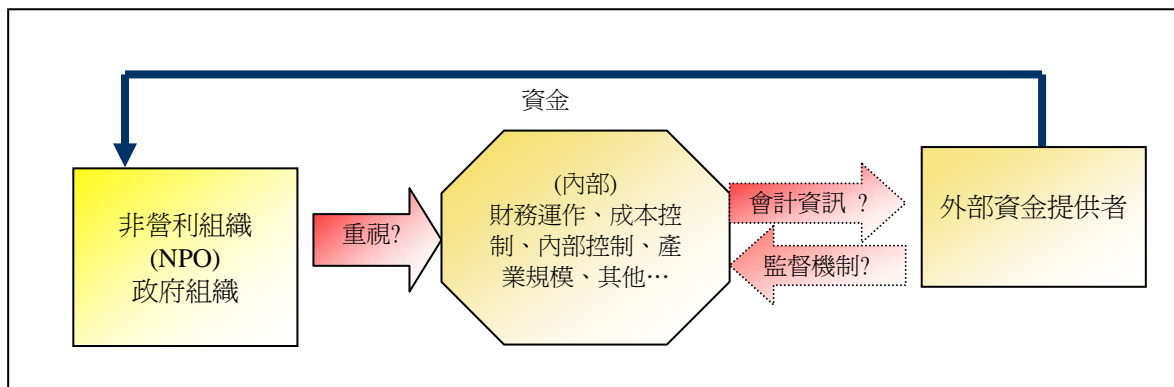 資金
非營利組織
(NPO)
政府組織
重視?
(內部)
財務運作、成本控
制、內部控制、產
業規模、其他…
會計資訊 ?
監督機制?
外部資金提供者